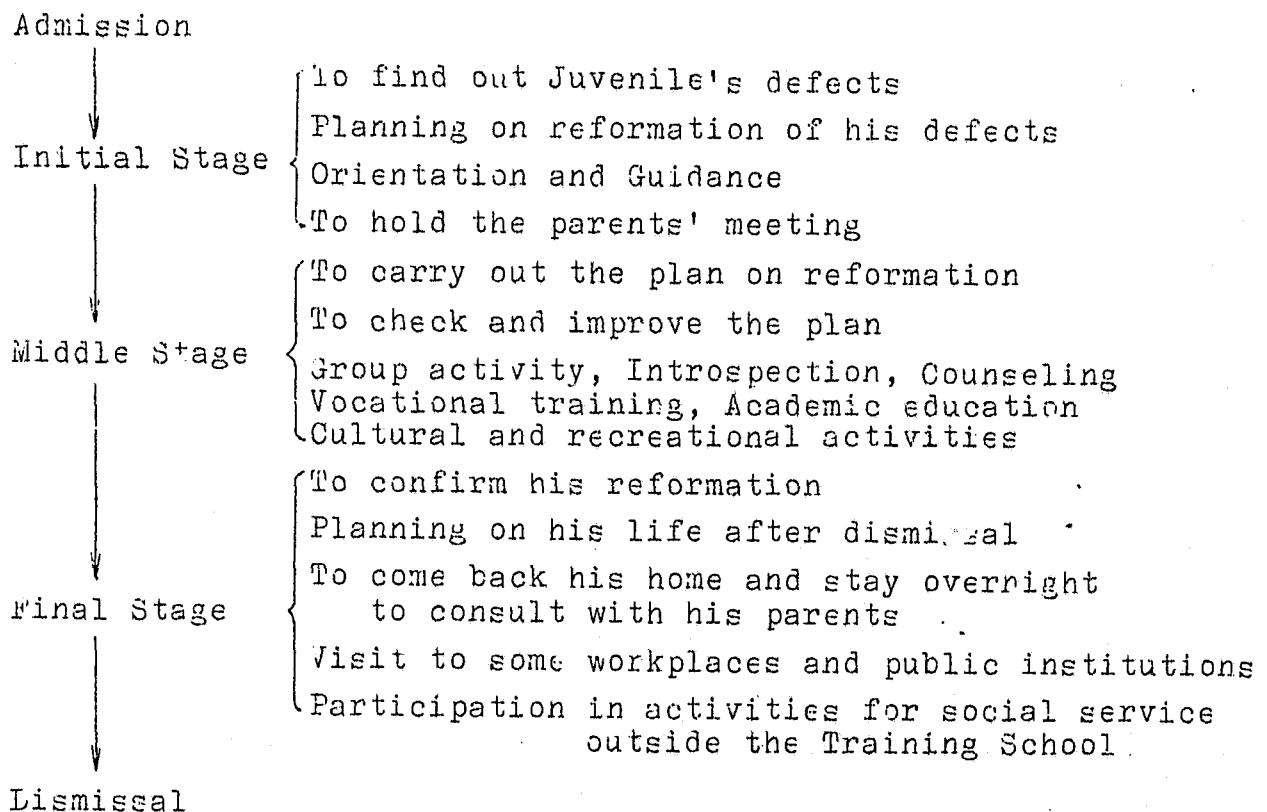 Admission
To find out Juvenile's defects
Planning on reformation of his defects
Initial Stage
Orientation and Guidance
To hold the parents' meeting
To carry out the plan on reformation
To check and improve the plan
Middle Stage
Group activity, Introspection, Counseling
Vocational training, Academic education
Cultural and recreational activities
To confirm his reformation
Planning on his life after dismissal
To come back his home and stay overnight
to consult with his parents
Final Stage
Visit to some workplaces and public institutions
Participation in activities for social service
outside the Training School
Dismissal